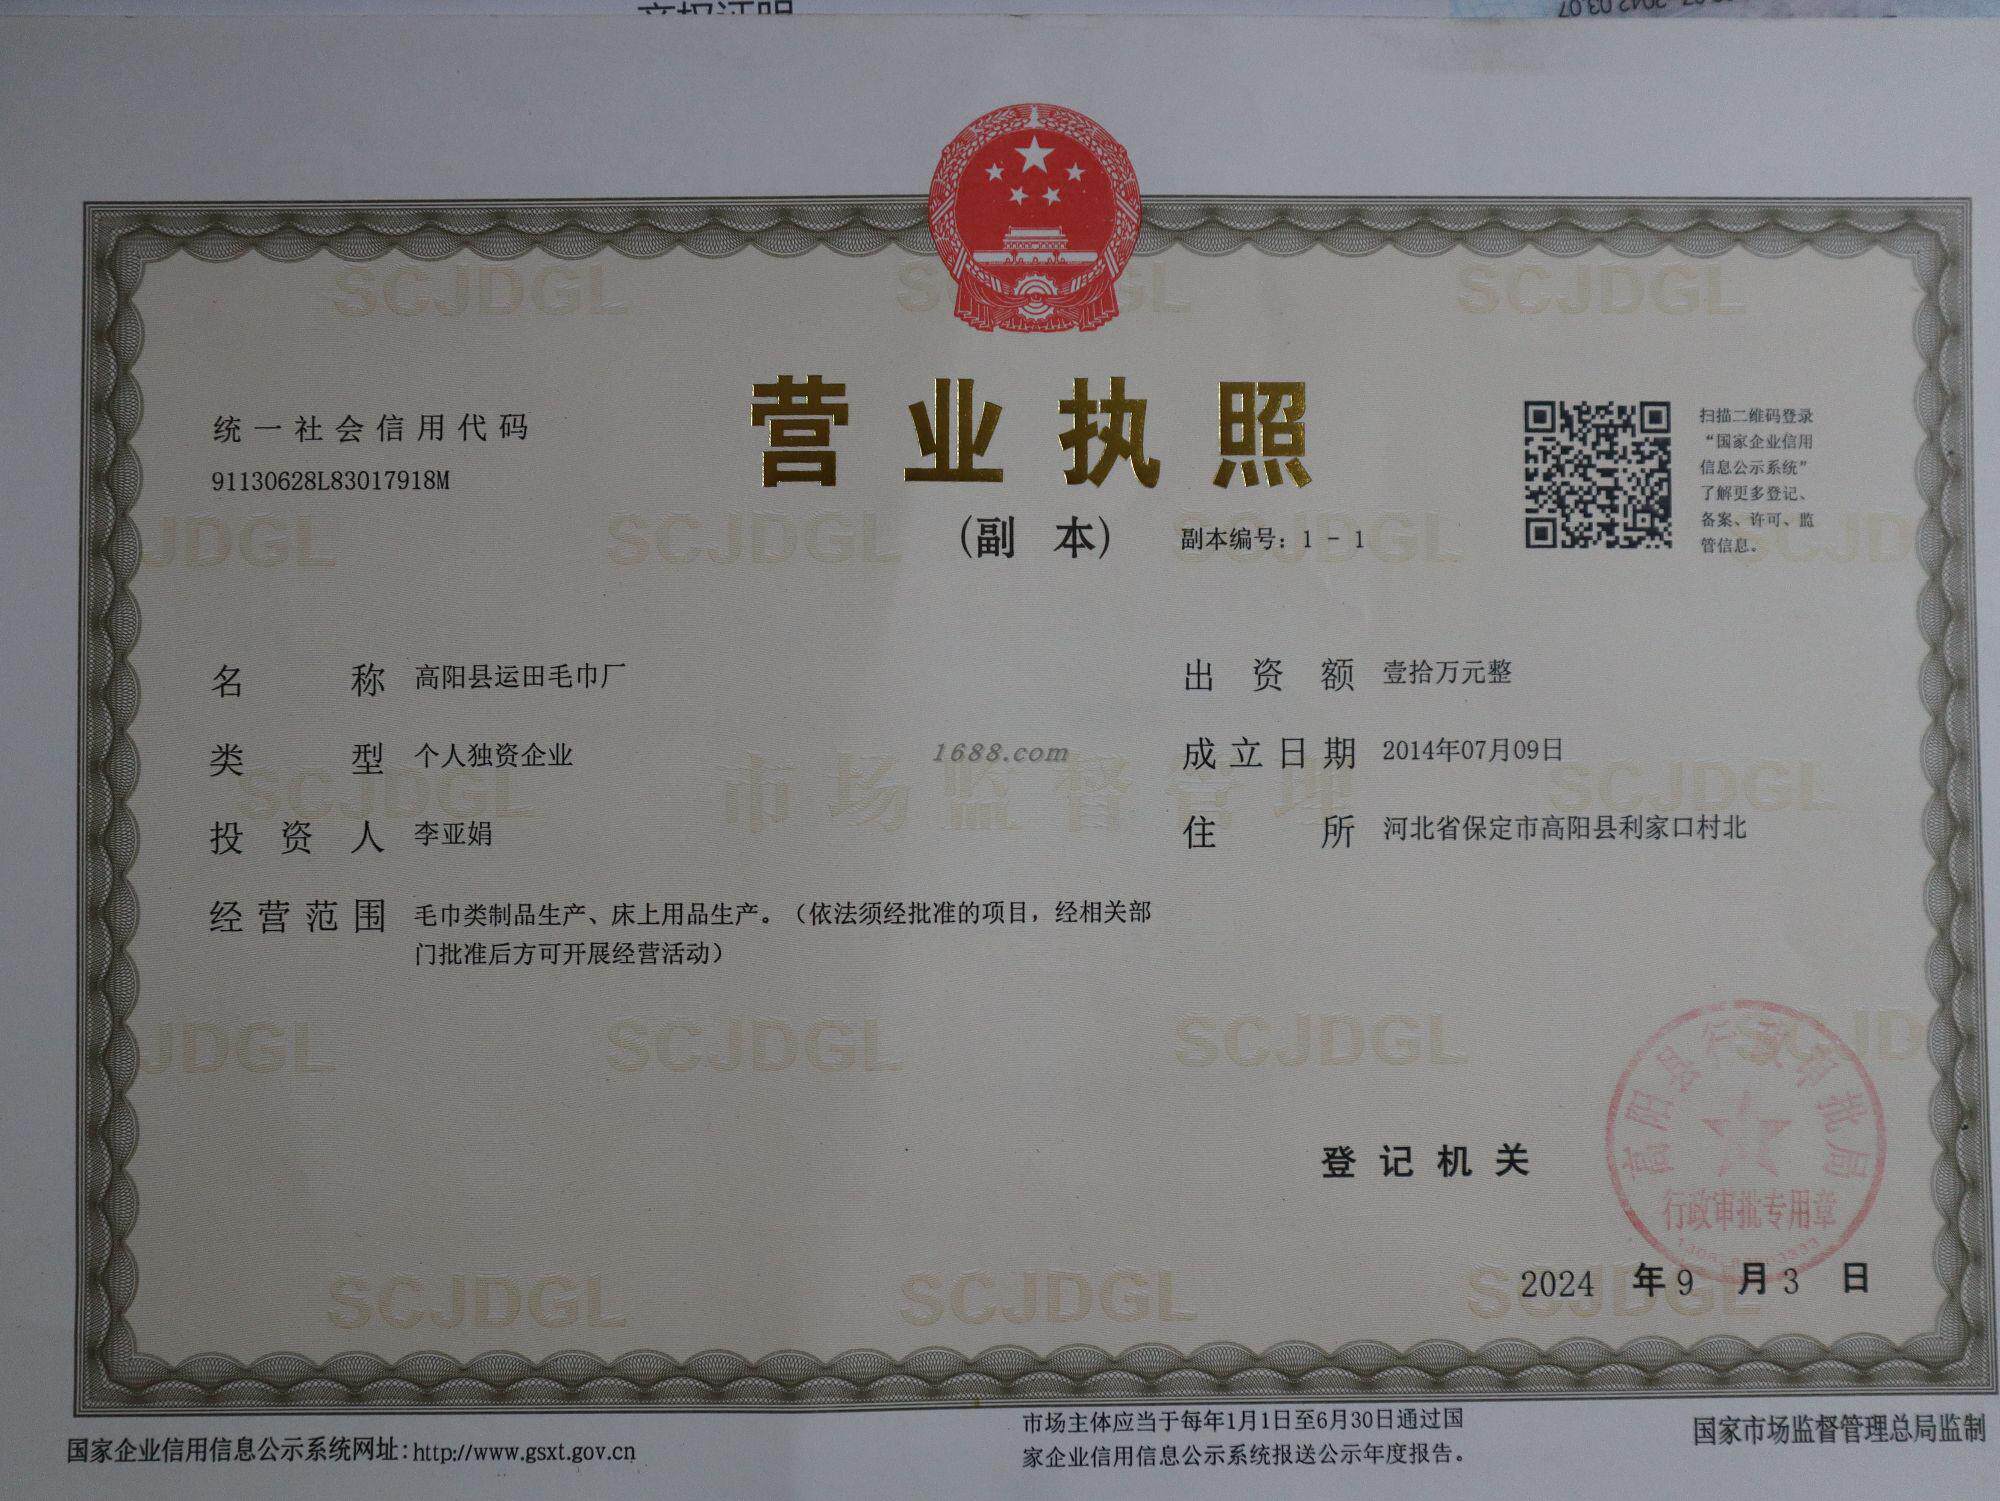 产权证明
统一社会信用代码
91130628L83017918M
营业执照
(副 本)
副本编号：1 - 1
扫描二维码登录
“国家企业信用
信息公示系统”
了解更多登记、
备案、许可、监
管信息。
名 称 高阳县运田毛巾厂
类 型 个人独资企业
投 资 人 李亚娟
经 营 范 围 毛巾类制品生产、床上用品生产。（依法须经批准的项目，经相关部
门批准后方可开展经营活动）
出 资 额 壹拾万元整
成 立 日 期 2014年07月09日
住 所 河北省保定市高阳县利家口村北
1688.com
市场监督管理
SCJDGL
登 记 机 关
高阳县行政审批局
行政审批专用章
2024 年 9 月 3 日
国家企业信用信息公示系统网址：http://www.gsxt.gov.cn
市场主体应当于每年1月1日至6月30日通过国
家企业信用信息公示系统报送公示年度报告。
国家市场监督管理总局监制